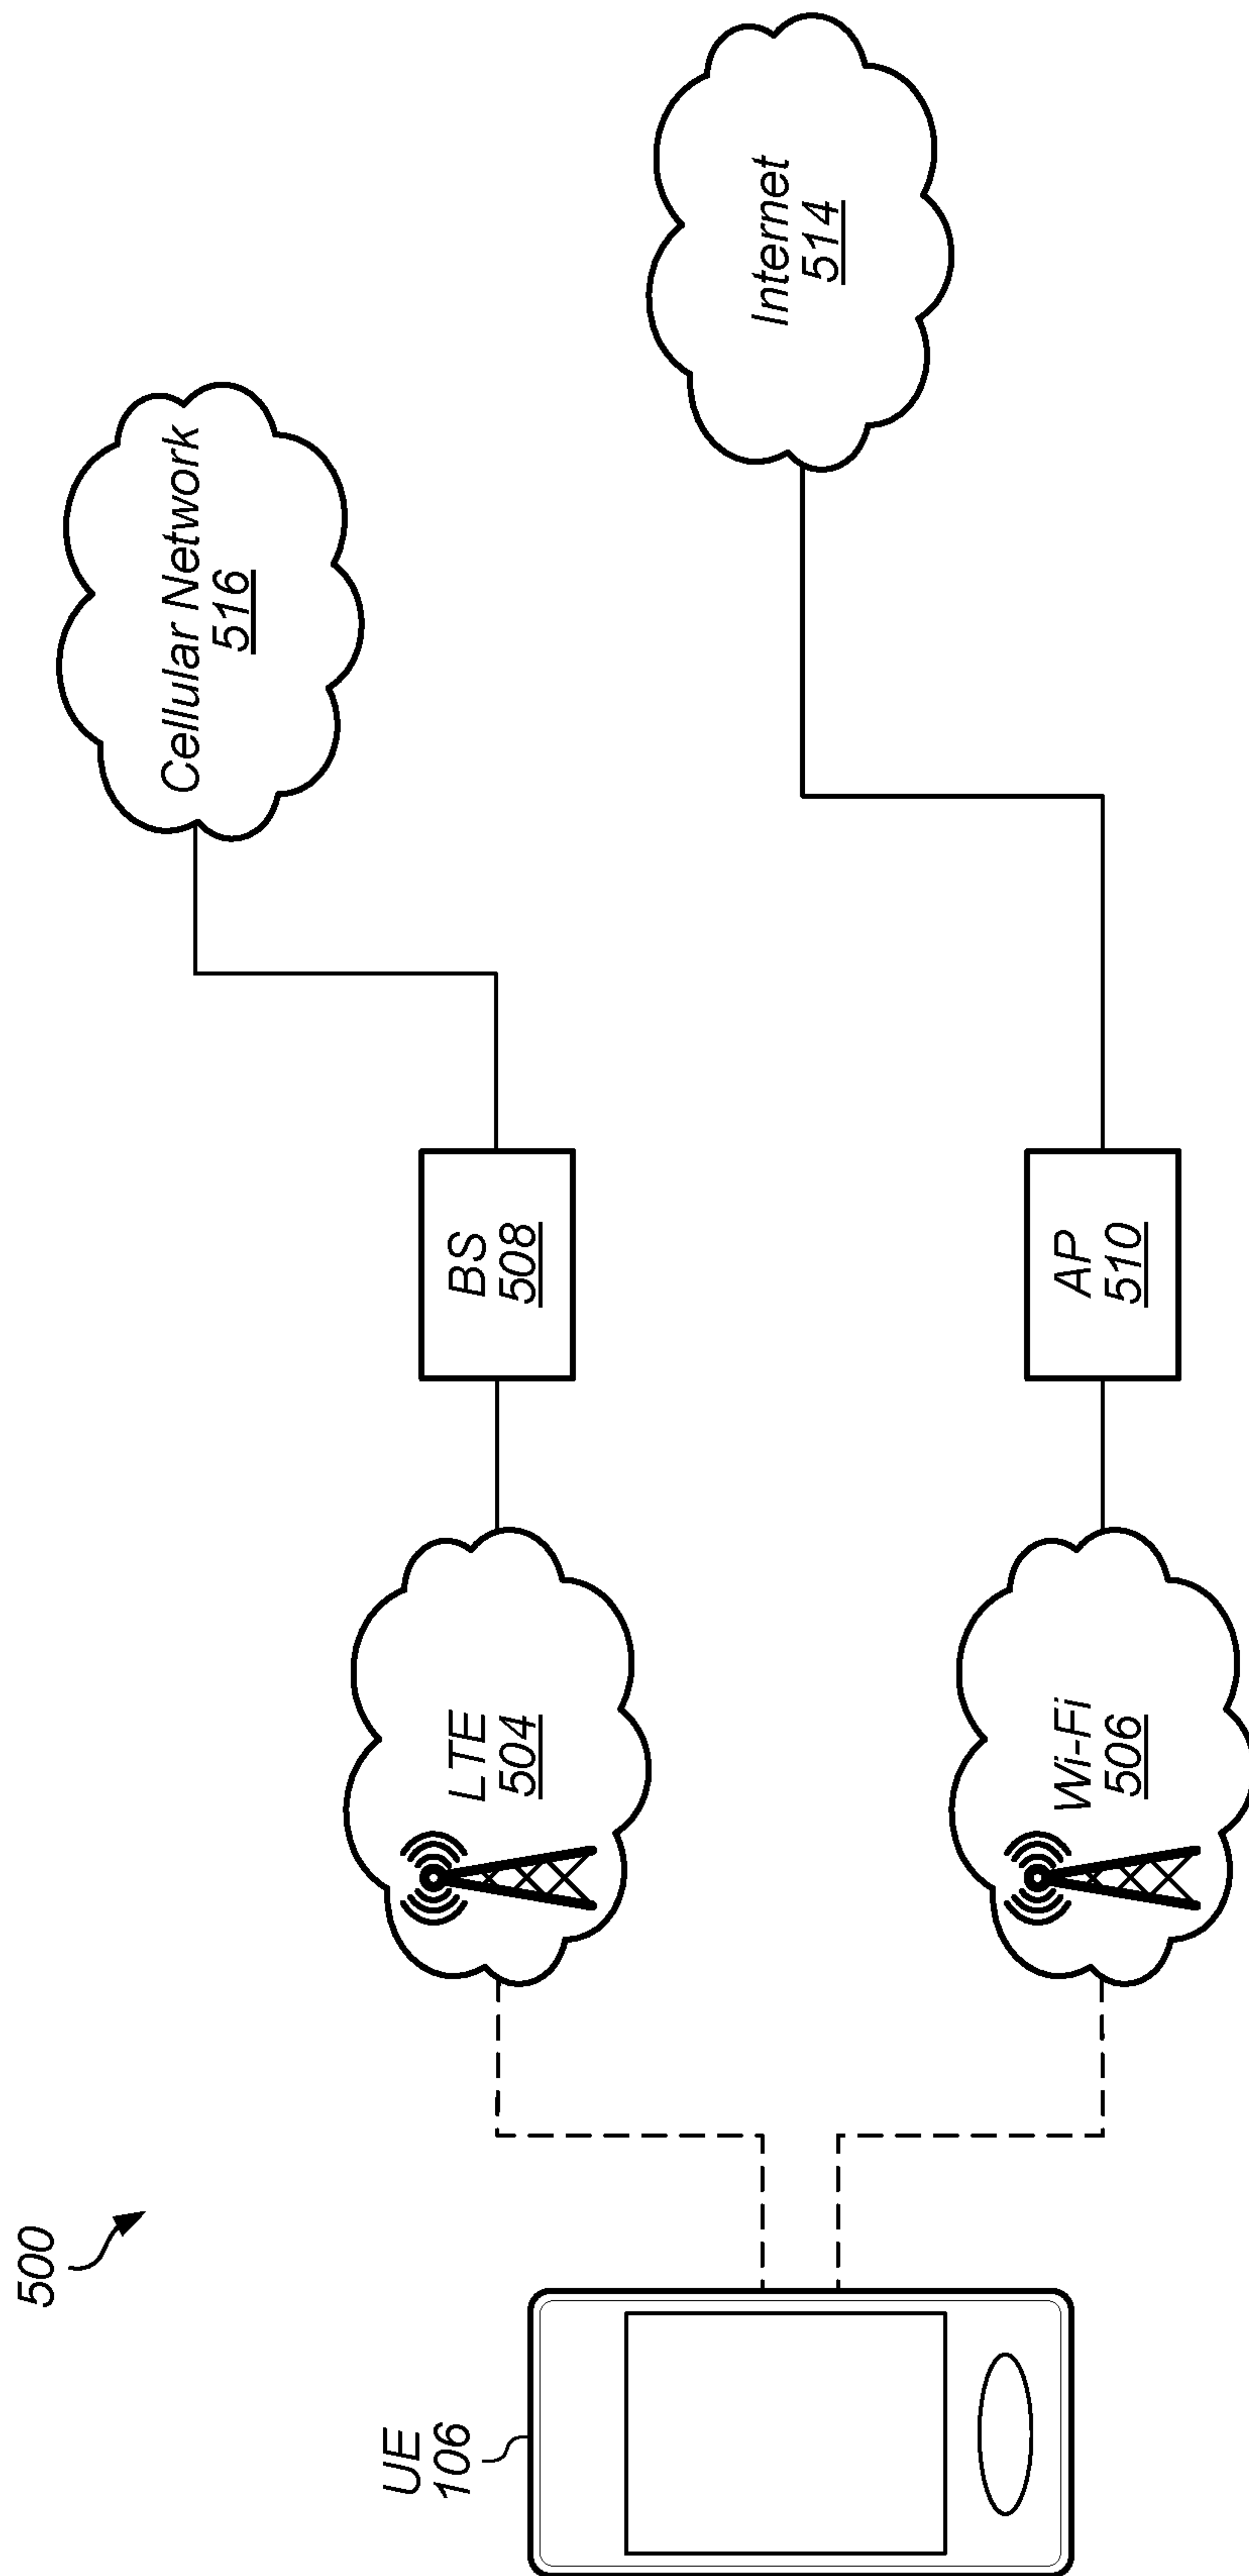 500
UE
106
LTE
504
BS
508
Cellular Network
516
Wi-Fi
506
AP
510
Internet
514